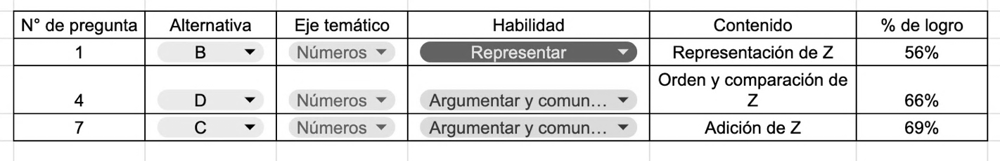 N° de pregunta Alternativa Eje temático Habilidad Contenido % de logro
1 B Números Representar Representación de Z 56%
4 D Números Argumentar y comun... Orden y comparación de Z 66%
7 C Números Argumentar y comun... Adición de Z 69%